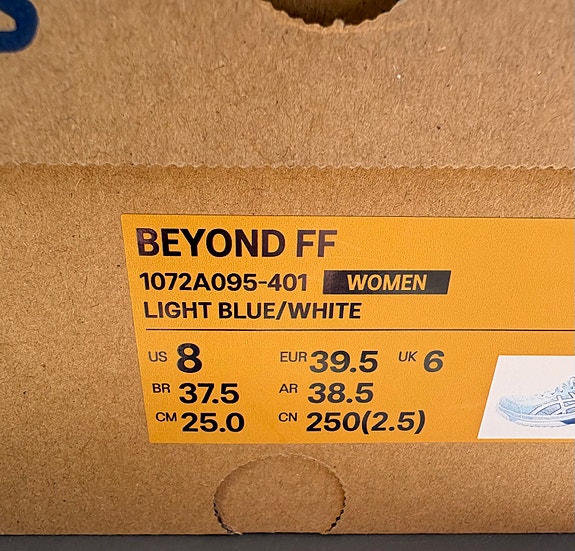 BEYOND FF
1072A095-401 WOMEN
LIGHT BLUE/WHITE
US 8 EUR 39.5 UK 6
BR 37.5 AR 38.5
CM 25.0 CN 250(2.5)